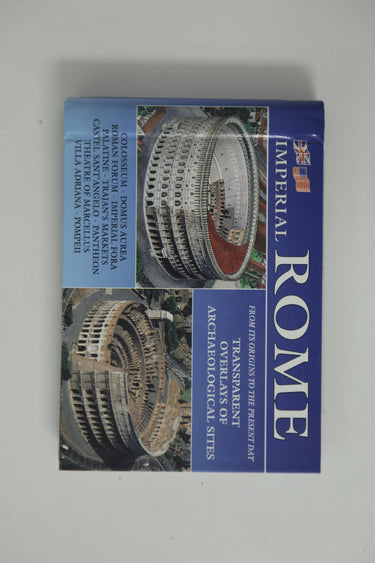 IMPERIAL ROME
FROM ITS ORIGINS TO THE PRESENT DAY
TRANSPARENT
OVERLAYS OF
ARCHAEOLOGICAL SITES
COLOSSEUM · DOMUS AUREA
ROMAN FORUM · IMPERIAL FORA
PALATINE · TRAJAN'S MARKETS
CASTEL SANT'ANGELO · PANTHEON
THEATRE OF MARCELLUS
VILLA ADRIANA · POMPEII